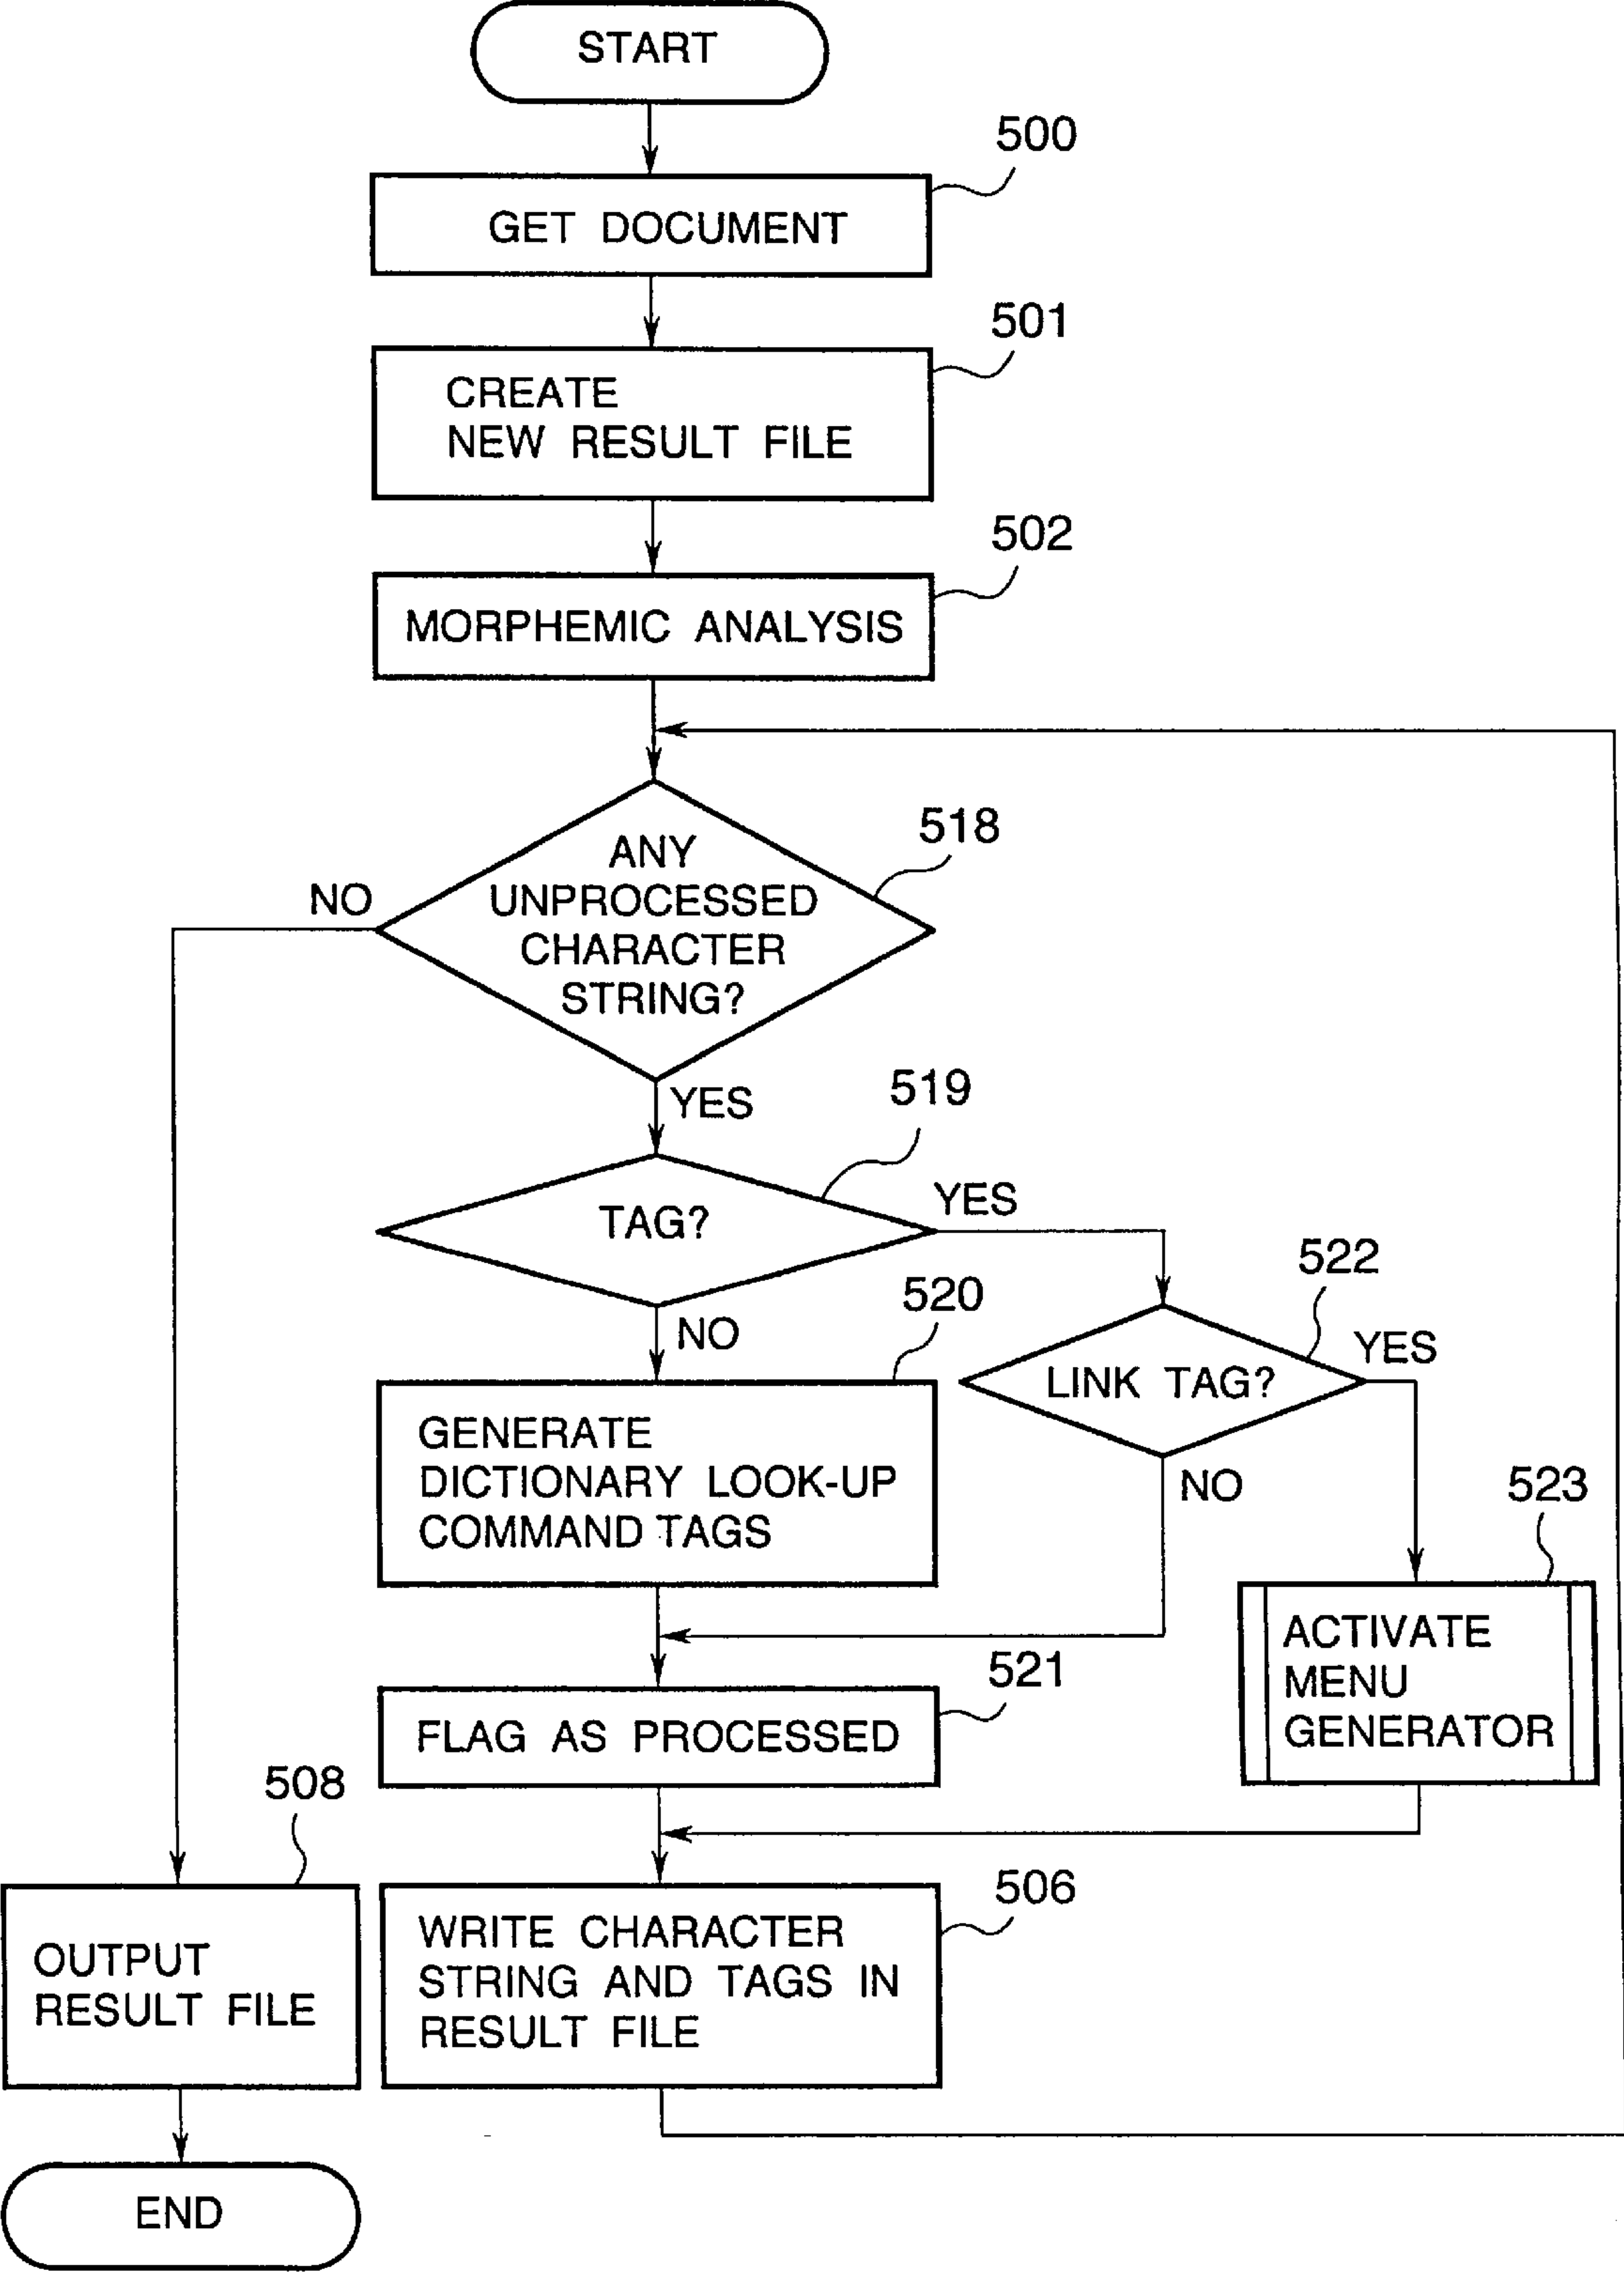 START
500
GET DOCUMENT
501
CREATE
NEW RESULT FILE
502
MORPHEMIC ANALYSIS
518
ANY
UNPROCESSED
CHARACTER
STRING?
NO
YES
519
TAG?
YES
NO
522
LINK TAG?
YES
NO
520
GENERATE
DICTIONARY LOOK-UP
COMMAND TAGS
523
ACTIVATE
MENU
GENERATOR
521
FLAG AS PROCESSED
508
OUTPUT
RESULT FILE
506
WRITE CHARACTER
STRING AND TAGS IN
RESULT FILE
END